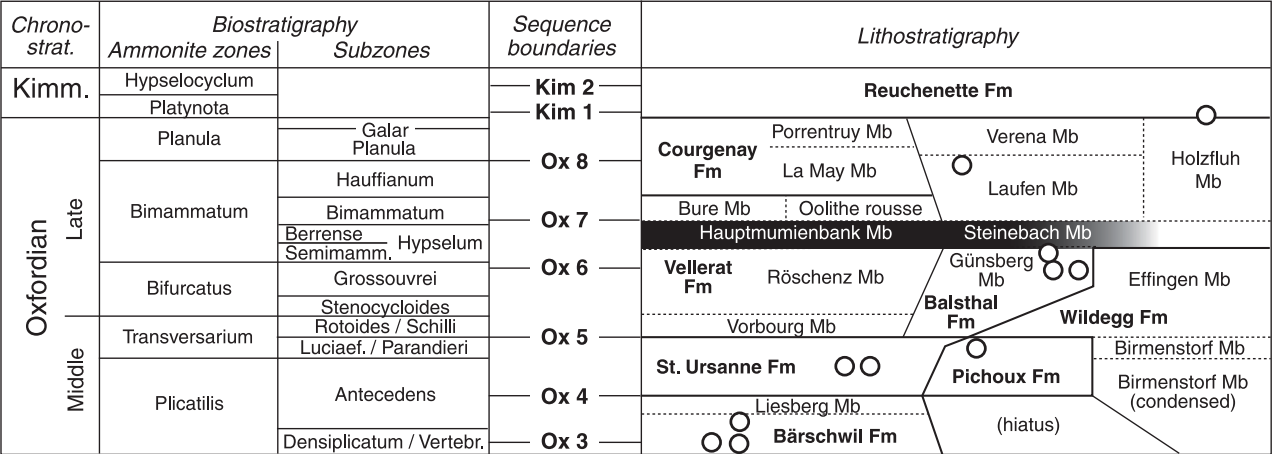 Chrono-
strat.
Biostratigraphy
Ammonite zones
Subzones
Sequence
boundaries
Lithostratigraphy
Kimm.
Hypselocyclum
Platynota
Kim 2
Kim 1
Reuchenette Fm
Oxfordian
Late
Middle
Planula
Bimammatum
Bifurcatus
Transversarium
Plicatilis
Galar
Planula
Hauffianum
Bimammatum
Berrense
Semimamm.
Hypselum
Grossouvrei
Stenocycloides
Rotoides / Schilli
Luciaef. / Parandieri
Antecedens
Densiplicatum / Vertebr.
Ox 8
Ox 7
Ox 6
Ox 5
Ox 4
Ox 3
Courgenay
Fm
Porrentruy Mb
La May Mb
Verena Mb
Laufen Mb
Holzfluh
Mb
Bure Mb
Oolithe rousse
Hauptmumienbank Mb
Steinebach Mb
Vellerat
Fm
Röschenz Mb
Günsberg
Mb
Effingen Mb
Balsthal
Fm
Wildegg Fm
Vorbourg Mb
St. Ursanne Fm
Pichoux Fm
Birmenstorf Mb
Birmenstorf Mb
(condensed)
Liesberg Mb
Bärschwil Fm
(hiatus)